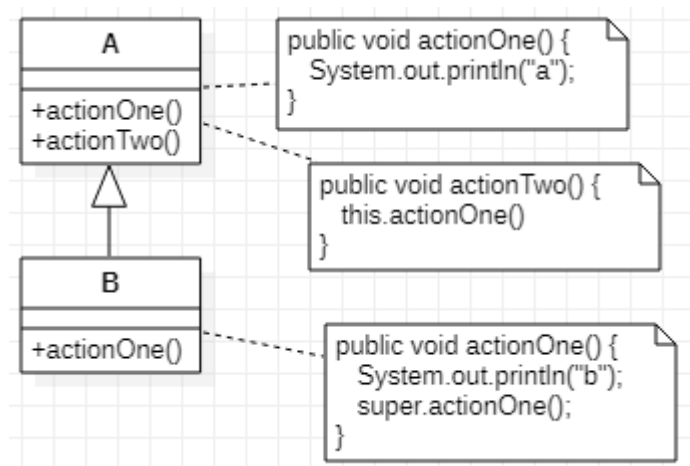 A
+actionOne()
+actionTwo()
public void actionOne() {
System.out.println("a");
}
public void actionTwo() {
this.actionOne()
}
B
+actionOne()
public void actionOne() {
System.out.println("b");
super.actionOne();
}